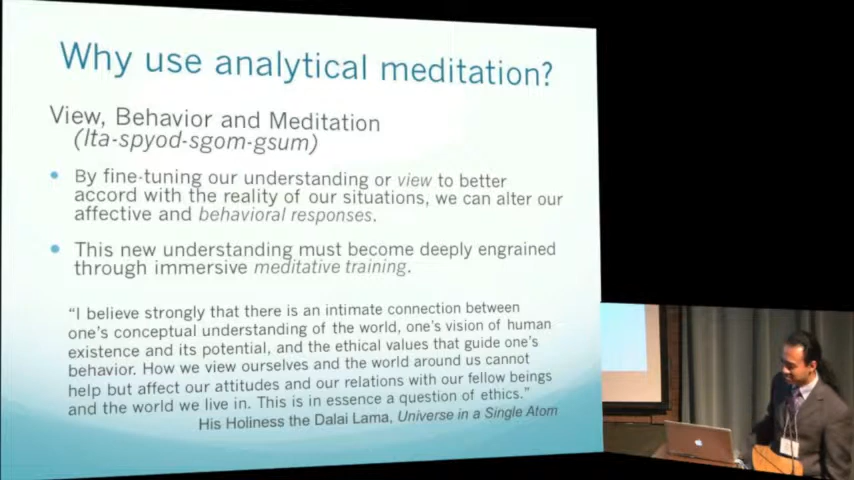 Why use analytical meditation?
View, Behavior and Meditation
(lta-spyod-sgom-gsum)
• By fine-tuning our understanding or view to better
accord with the reality of our situations, we can alter our
affective and behavioral responses.
• This new understanding must become deeply engrained
through immersive meditative training.
“I believe strongly that there is an intimate connection between
one’s conceptual understanding of the world, one’s vision of human
existence and its potential, and the ethical values that guide one’s
behavior. How we view ourselves and the world around us cannot
help but affect our attitudes and our relations with our fellow beings
and the world we live in. This is in essence a question of ethics.”
His Holiness the Dalai Lama, Universe in a Single Atom